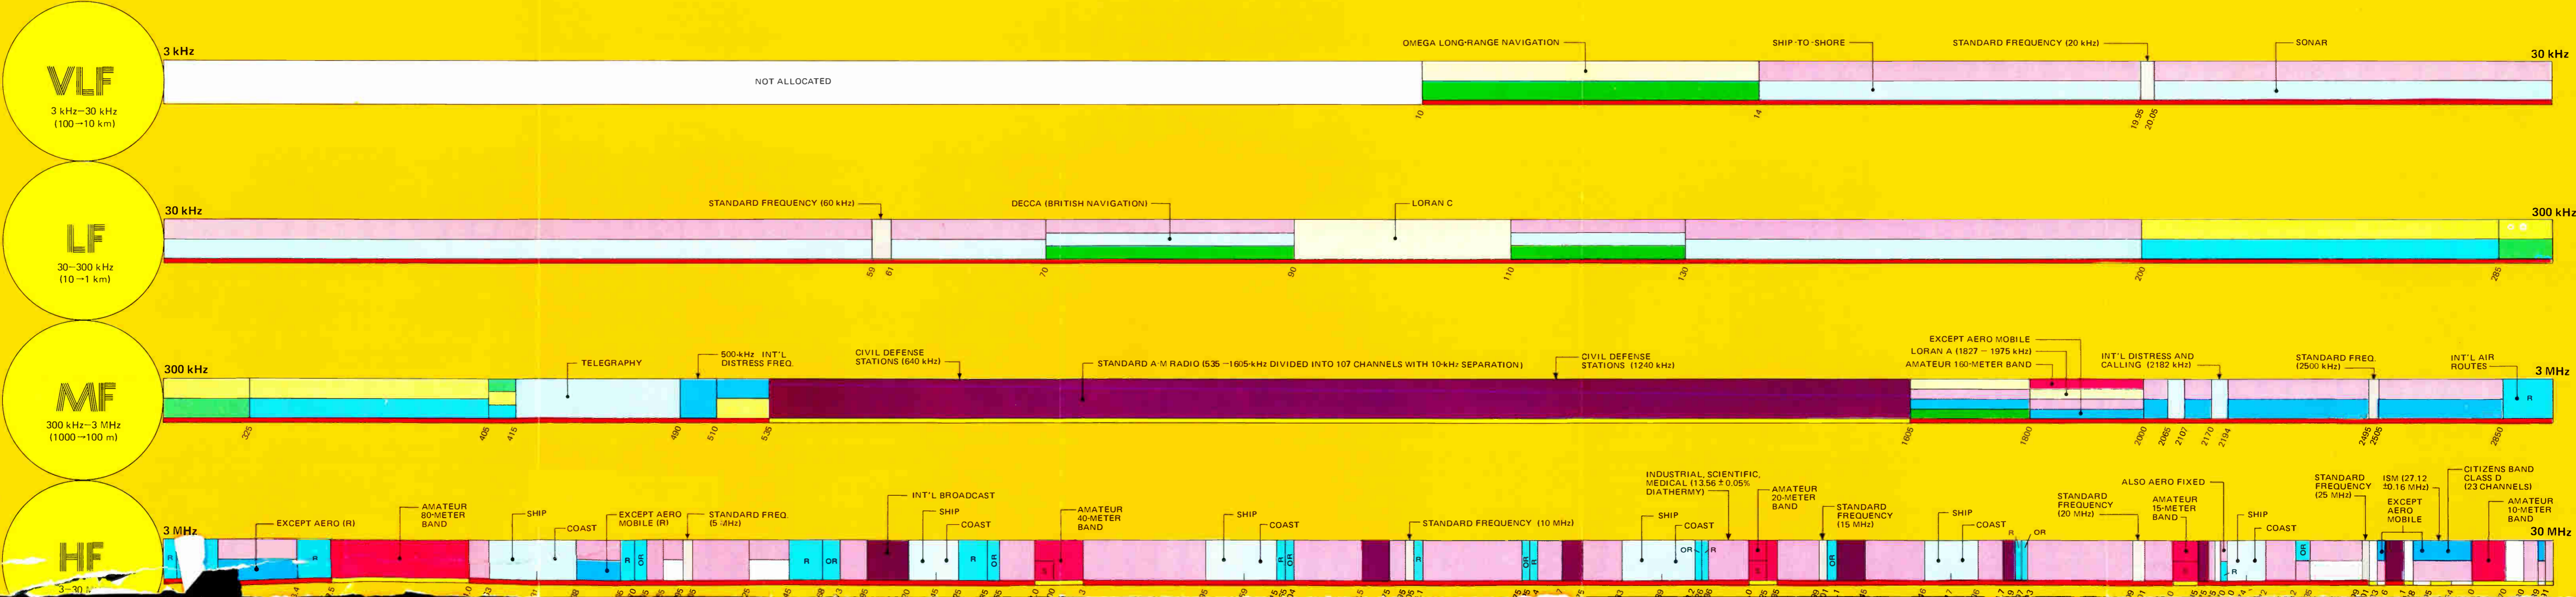 VLF
3 kHz–30 kHz
(100→10 km)
3 kHz
30 kHz
NOT ALLOCATED
OMEGA LONG-RANGE NAVIGATION
SHIP-TO-SHORE
STANDARD FREQUENCY (20 kHz)
SONAR
10
14
19.95
20.05
LF
30–300 kHz
(10→1 km)
30 kHz
300 kHz
STANDARD FREQUENCY (60 kHz)
DECCA (BRITISH NAVIGATION)
LORAN C
59
61
70
90
110
130
200
285
MF
300 kHz–3 MHz
(1000→100 m)
300 kHz
3 MHz
TELEGRAPHY
500-kHz INT'L
DISTRESS FREQ.
CIVIL DEFENSE
STATIONS (640 kHz)
STANDARD A-M RADIO (535 –1605-kHz DIVIDED INTO 107 CHANNELS WITH 10-kHz SEPARATION)
CIVIL DEFENSE
STATIONS (1240 kHz)
EXCEPT AERO MOBILE
LORAN A (1827 – 1975 kHz)
AMATEUR 160-METER BAND
INT'L DISTRESS AND
CALLING (2182 kHz)
STANDARD FREQ.
(2500 kHz)
INT'L AIR
ROUTES
R
325
405
415
490
510
535
1605
1800
2000
2065
2107
2170
2194
2495
2505
2850
HF
3 MHz
30 MHz
EXCEPT AERO (R)
AMATEUR
80-METER
BAND
SHIP
COAST
EXCEPT AERO
MOBILE (R)
STANDARD FREQ.
(5 MHz)
INT'L BROADCAST
SHIP
COAST
AMATEUR
40-METER
BAND
SHIP
COAST
STANDARD FREQUENCY (10 MHz)
INDUSTRIAL, SCIENTIFIC,
MEDICAL (13.56 ± 0.05%
DIATHERMY)
SHIP
COAST
AMATEUR
20-METER
BAND
STANDARD
FREQUENCY
(15 MHz)
SHIP
COAST
R
OR
STANDARD
FREQUENCY
(20 MHz)
ALSO AERO FIXED
AMATEUR
15-METER
BAND
SHIP
COAST
STANDARD
FREQUENCY
(25 MHz)
ISM (27.12
±0.16 MHz)
EXCEPT
AERO
MOBILE
CITIZENS BAND
CLASS D
(23 CHANNELS)
AMATEUR
10-METER
BAND
R
R
R
OR
R
OR
R
OR
R
OR
R
OR
OR
R
OR
R
OR